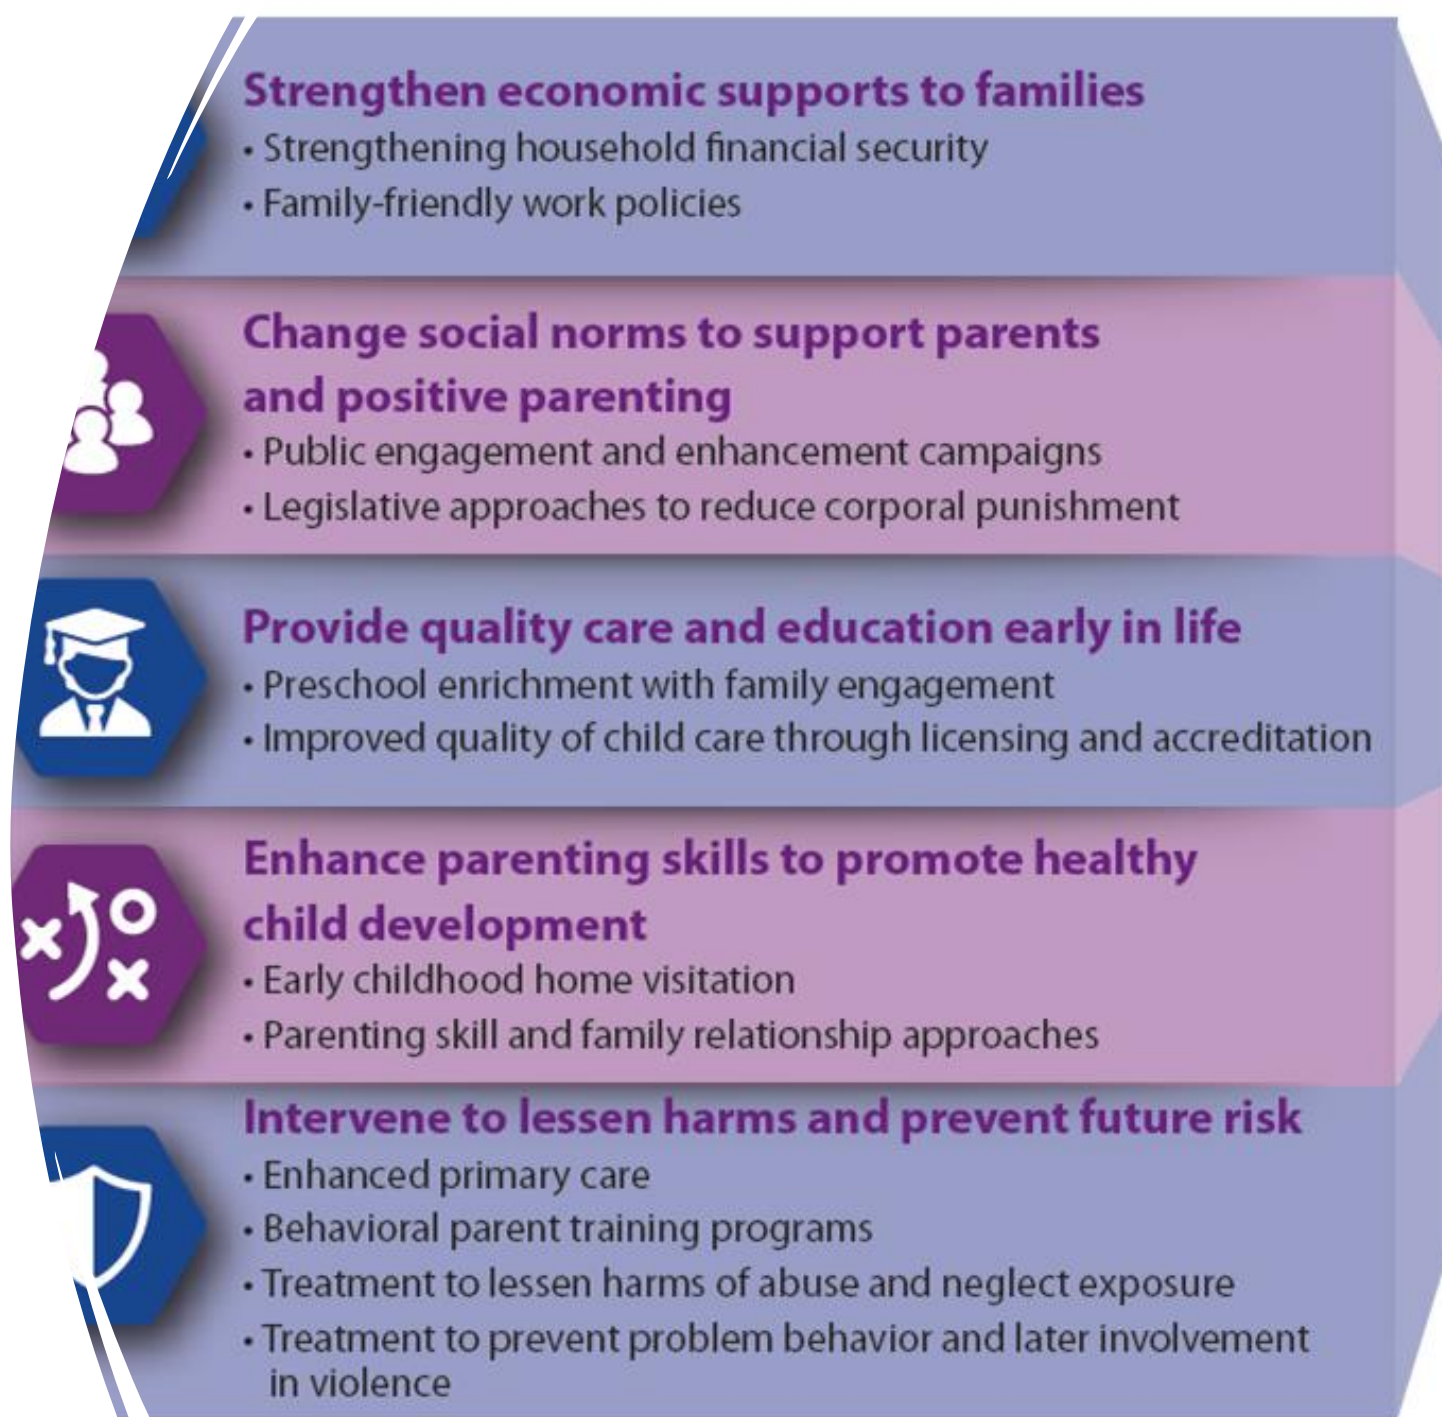 Strengthen economic supports to families
• Strengthening household financial security
• Family-friendly work policies
Change social norms to support parents
and positive parenting
• Public engagement and enhancement campaigns
• Legislative approaches to reduce corporal punishment
Provide quality care and education early in life
• Preschool enrichment with family engagement
• Improved quality of child care through licensing and accreditation
Enhance parenting skills to promote healthy
child development
• Early childhood home visitation
• Parenting skill and family relationship approaches
Intervene to lessen harms and prevent future risk
• Enhanced primary care
• Behavioral parent training programs
• Treatment to lessen harms of abuse and neglect exposure
• Treatment to prevent problem behavior and later involvement
in violence